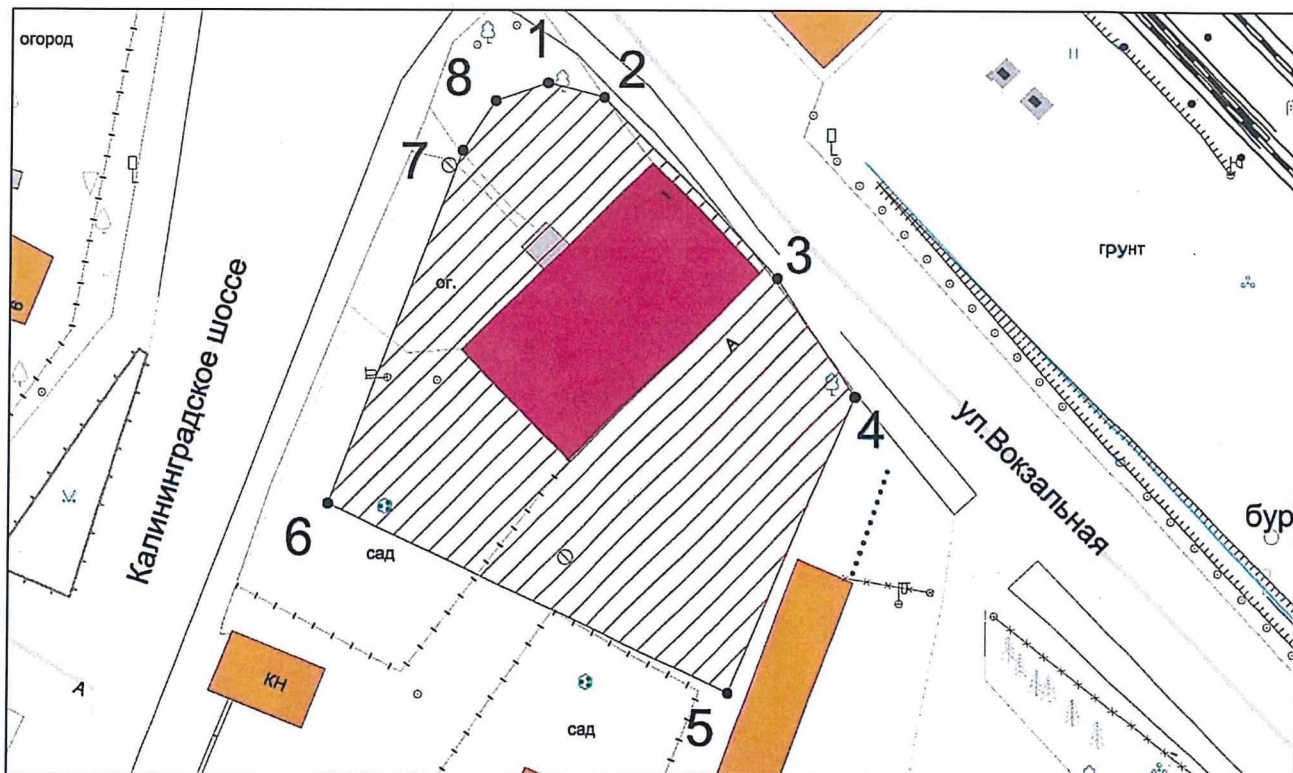 огород
1
2
8
7
3
грунт
ог.
в
А
Калининградское шоссе
4
ул.Вокзальная
6
сад
бур
КН
А
5
сад